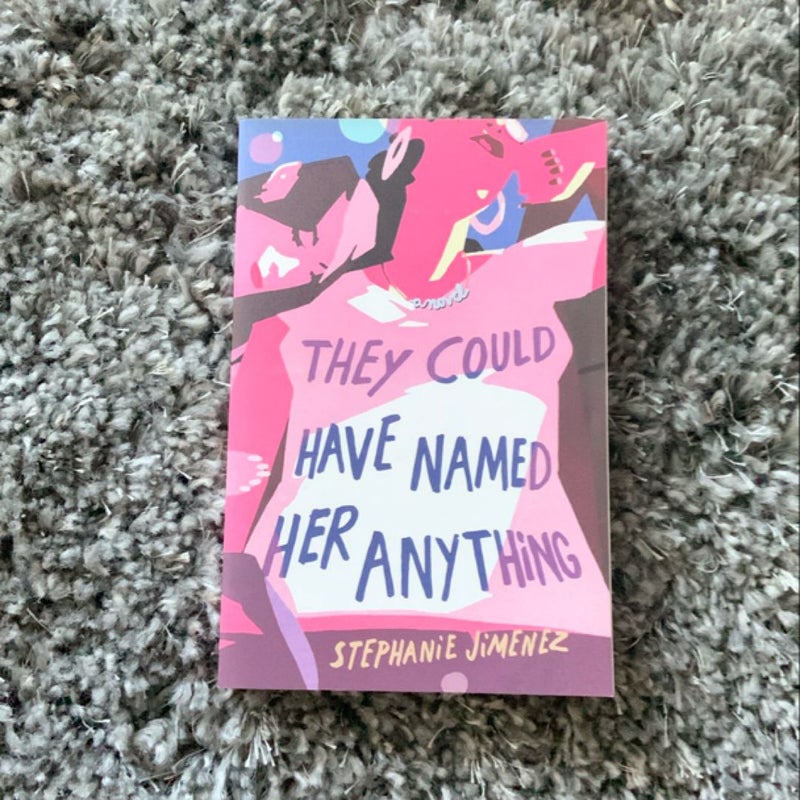 a novel
THEY COULD
HAVE NAMED
HER ANYTHING
STEPHANIE JIMENEZ